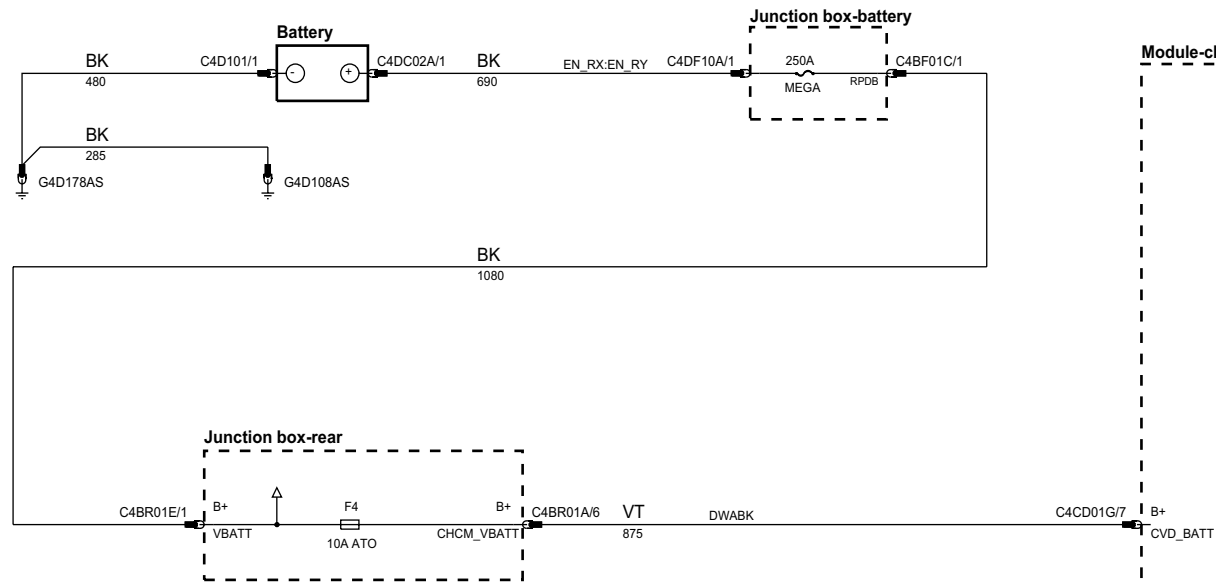 Junction box-battery
Battery
Module-cl
BK
C4D101/1
C4DC02A/1
BK
EN_RX:EN_RY
C4DF10A/1
250A
C4BF01C/1
480
-
+
690
MEGA
RPDB
BK
285
G4D178AS
G4D108AS
BK
1080
Junction box-rear
C4BR01E/1
B+
F4
B+
C4BR01A/6
VT
DWABK
C4CD01G/7
B+
VBATT
10A ATO
CHCM_VBATT
875
CVD_BATT